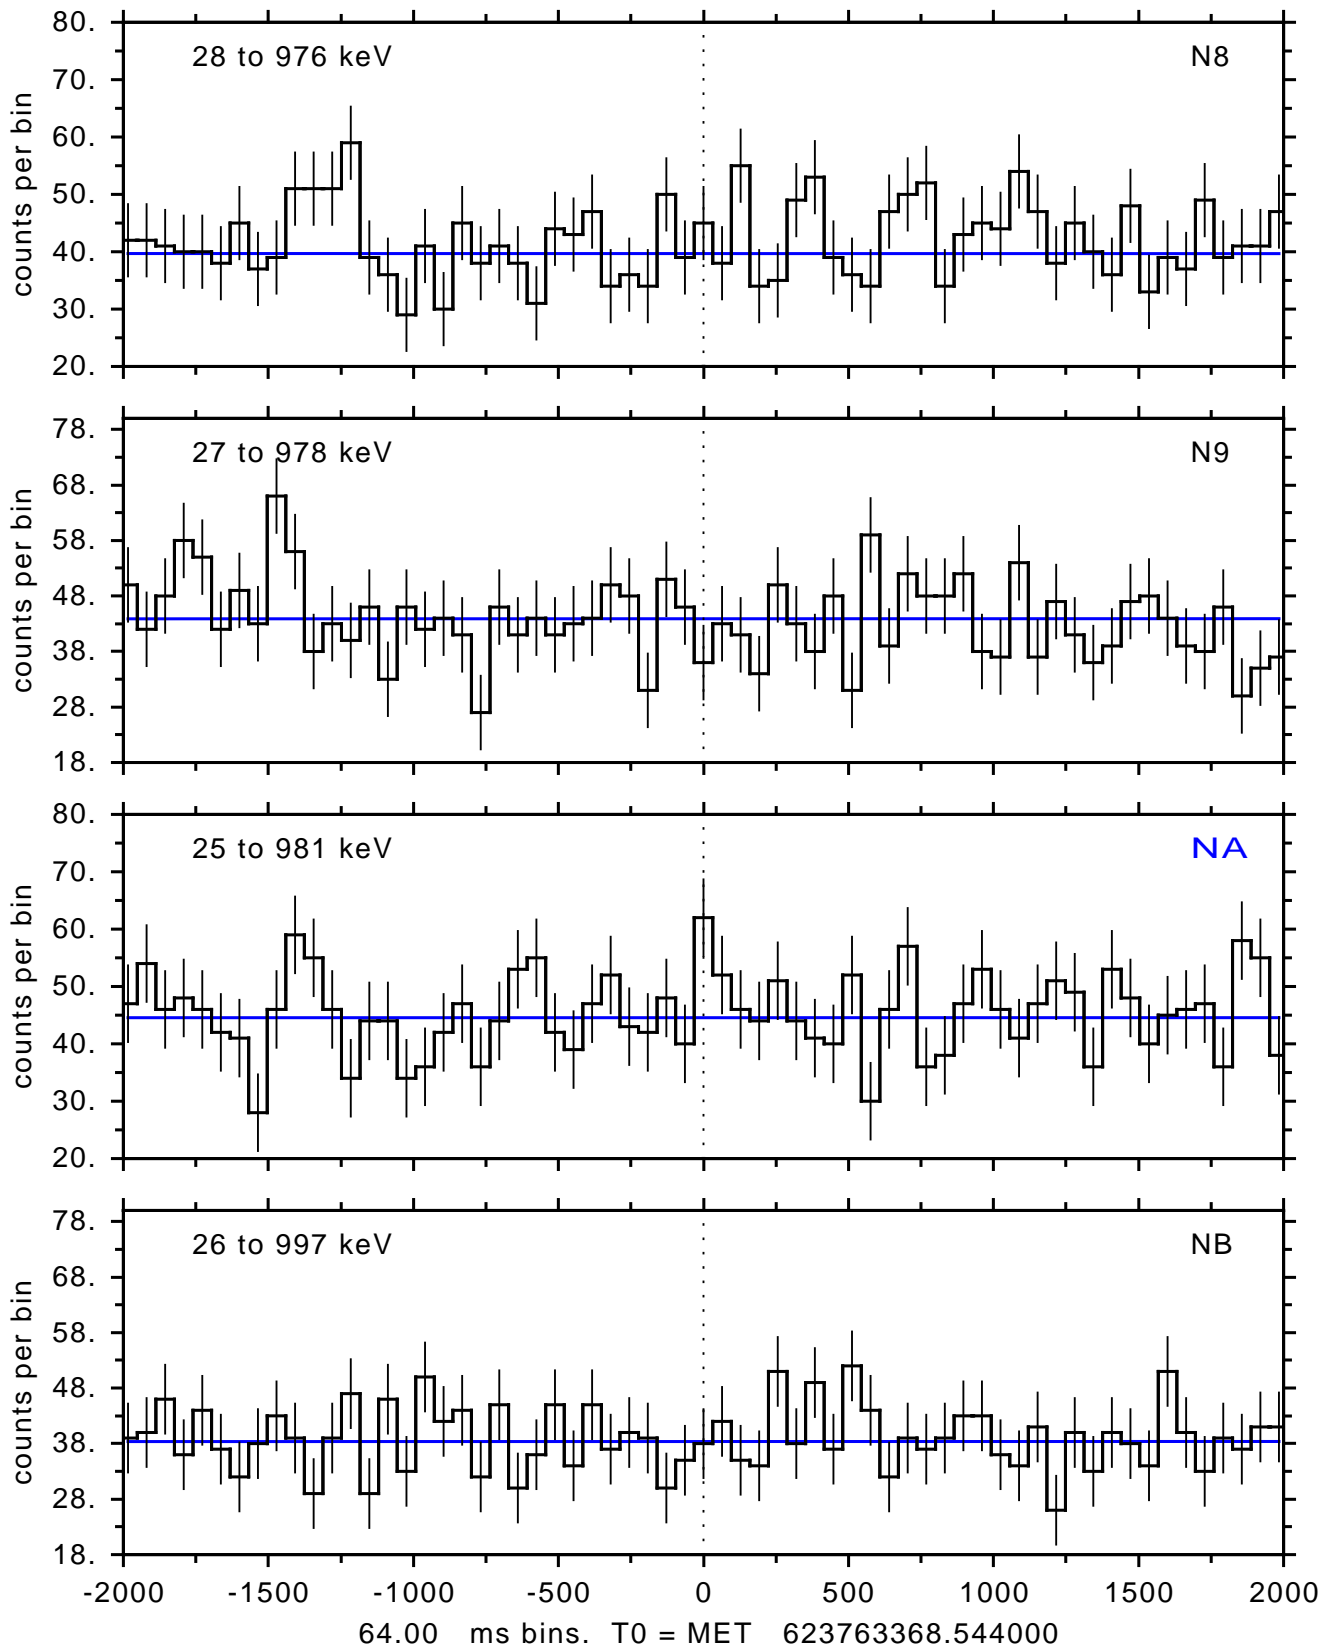 80.
28 to 976 keV N8
70.
60.
50.
40.
30.
20.
counts per bin
78.
27 to 978 keV N9
68.
58.
48.
38.
28.
18.
counts per bin
80.
25 to 981 keV NA
70.
60.
50.
40.
30.
20.
counts per bin
78.
26 to 997 keV NB
68.
58.
48.
38.
28.
18.
counts per bin
-2000 -1500 -1000 -500 0 500 1000 1500 2000
64.00 ms bins. T0 = MET 623763368.544000